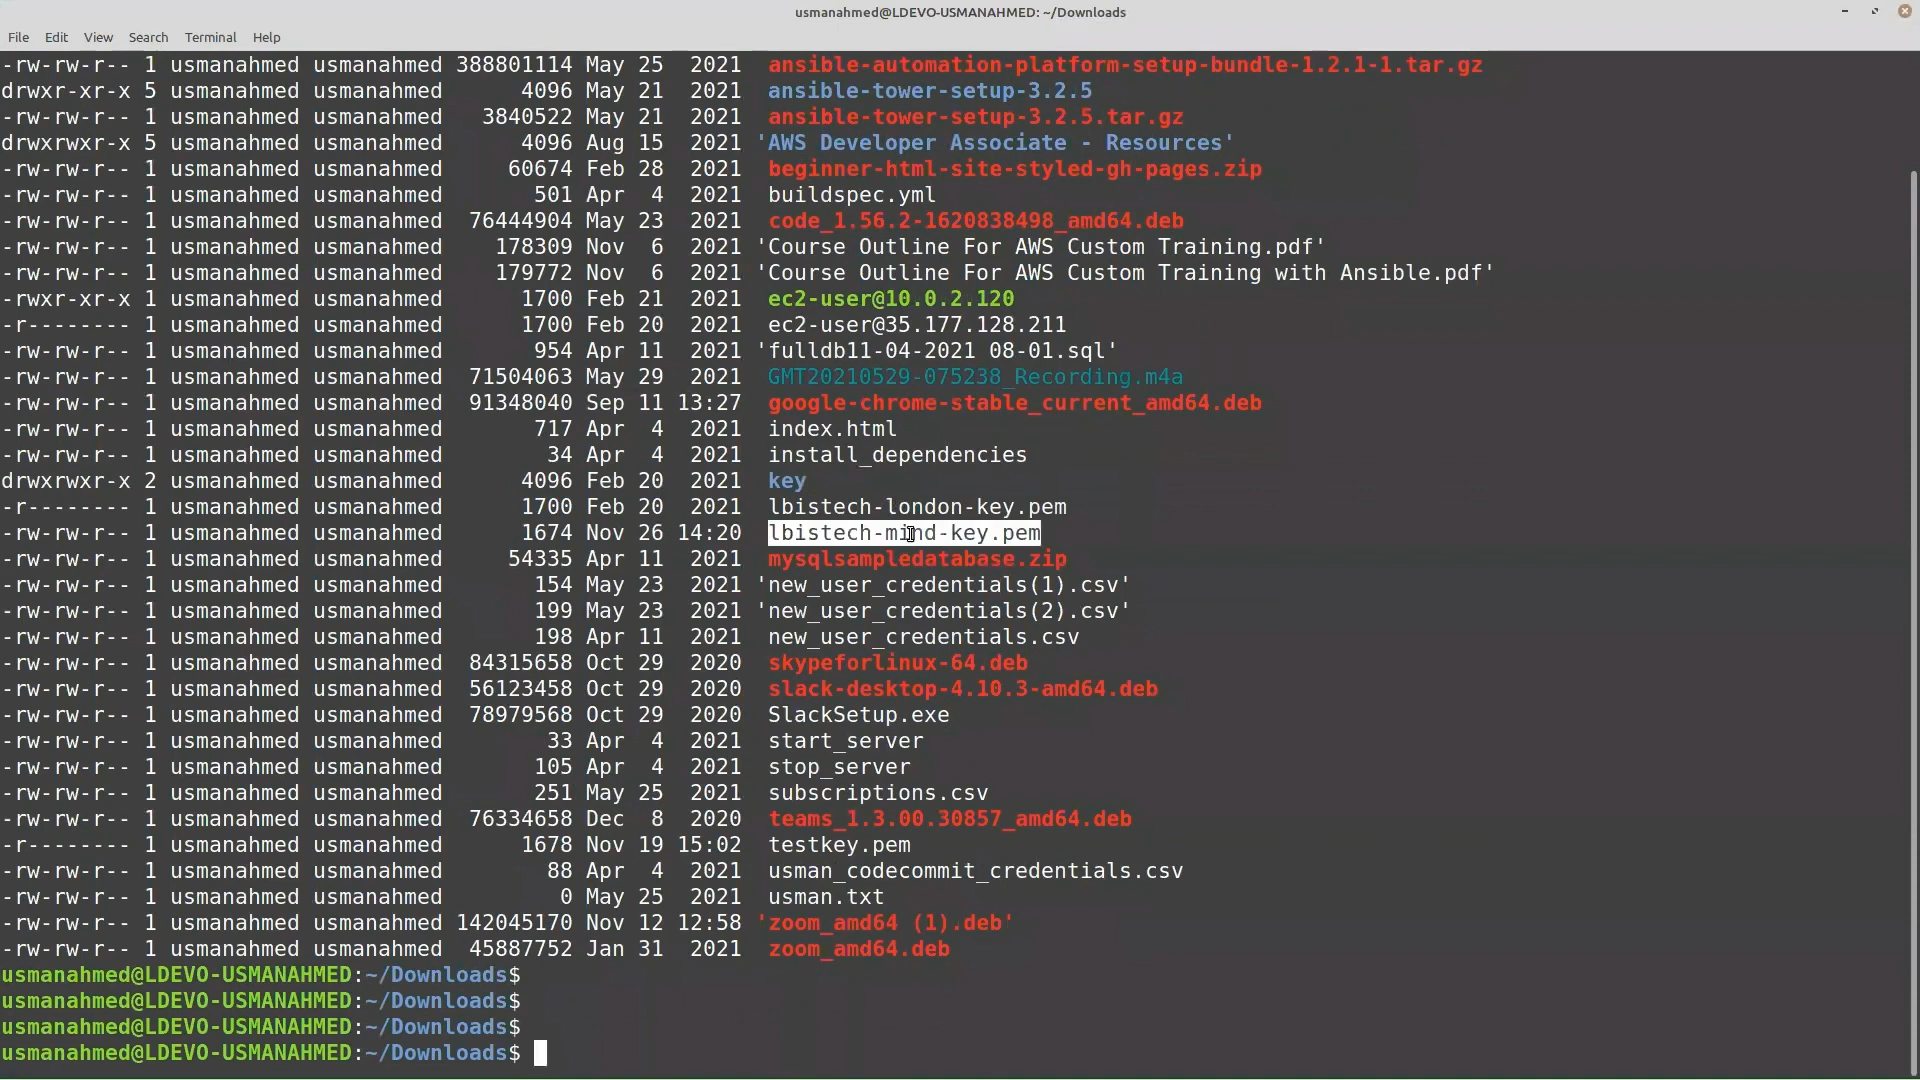 usmanahmed@LDEVO-USMANAHMED: ~/Downloads
File Edit View Search Terminal Help
-rw-rw-r-- 1 usmanahmed usmanahmed 388801114 May 25  2021  ansible-automation-platform-setup-bundle-1.2.1-1.tar.gz
drwxr-xr-x 5 usmanahmed usmanahmed      4096 May 21  2021  ansible-tower-setup-3.2.5
-rw-rw-r-- 1 usmanahmed usmanahmed   3840522 May 21  2021  ansible-tower-setup-3.2.5.tar.gz
drwxrwxr-x 5 usmanahmed usmanahmed      4096 Aug 15  2021 'AWS Developer Associate - Resources'
-rw-rw-r-- 1 usmanahmed usmanahmed     60674 Feb 28  2021  beginner-html-site-styled-gh-pages.zip
-rw-rw-r-- 1 usmanahmed usmanahmed       501 Apr  4  2021  buildspec.yml
-rw-rw-r-- 1 usmanahmed usmanahmed  76444904 May 23  2021  code_1.56.2-1620838498_amd64.deb
-rw-rw-r-- 1 usmanahmed usmanahmed    178309 Nov  6  2021 'Course Outline For AWS Custom Training.pdf'
-rw-rw-r-- 1 usmanahmed usmanahmed    179772 Nov  6  2021 'Course Outline For AWS Custom Training with Ansible.pdf'
-rwxr-xr-x 1 usmanahmed usmanahmed      1700 Feb 21  2021  ec2-user@10.0.2.120
-r-------- 1 usmanahmed usmanahmed      1700 Feb 20  2021  ec2-user@35.177.128.211
-rw-rw-r-- 1 usmanahmed usmanahmed       954 Apr 11  2021 'fulldb11-04-2021 08-01.sql'
-rw-rw-r-- 1 usmanahmed usmanahmed  71504063 May 29  2021  GMT20210529-075238_Recording.m4a
-rw-rw-r-- 1 usmanahmed usmanahmed  91348040 Sep 11 13:27  google-chrome-stable_current_amd64.deb
-rw-rw-r-- 1 usmanahmed usmanahmed       717 Apr  4  2021  index.html
-rw-rw-r-- 1 usmanahmed usmanahmed        34 Apr  4  2021  install_dependencies
drwxrwxr-x 2 usmanahmed usmanahmed      4096 Feb 20  2021  key
-r-------- 1 usmanahmed usmanahmed      1700 Feb 20  2021  lbistech-london-key.pem
-rw-rw-r-- 1 usmanahmed usmanahmed      1674 Nov 26 14:20  lbistech-mind-key.pem
-rw-rw-r-- 1 usmanahmed usmanahmed     54335 Apr 11  2021  mysqlsampledatabase.zip
-rw-rw-r-- 1 usmanahmed usmanahmed       154 May 23  2021 'new_user_credentials(1).csv'
-rw-rw-r-- 1 usmanahmed usmanahmed       199 May 23  2021 'new_user_credentials(2).csv'
-rw-rw-r-- 1 usmanahmed usmanahmed       198 Apr 11  2021  new_user_credentials.csv
-rw-rw-r-- 1 usmanahmed usmanahmed  84315658 Oct 29  2020  skypeforlinux-64.deb
-rw-rw-r-- 1 usmanahmed usmanahmed  56123458 Oct 29  2020  slack-desktop-4.10.3-amd64.deb
-rw-rw-r-- 1 usmanahmed usmanahmed  78979568 Oct 29  2020  SlackSetup.exe
-rw-rw-r-- 1 usmanahmed usmanahmed        33 Apr  4  2021  start_server
-rw-rw-r-- 1 usmanahmed usmanahmed       105 Apr  4  2021  stop_server
-rw-rw-r-- 1 usmanahmed usmanahmed       251 May 25  2021  subscriptions.csv
-rw-rw-r-- 1 usmanahmed usmanahmed  76334658 Dec  8  2020  teams_1.3.00.30857_amd64.deb
-r-------- 1 usmanahmed usmanahmed      1678 Nov 19 15:02  testkey.pem
-rw-rw-r-- 1 usmanahmed usmanahmed        88 Apr  4  2021  usman_codecommit_credentials.csv
-rw-rw-r-- 1 usmanahmed usmanahmed         0 May 25  2021  usman.txt
-rw-rw-r-- 1 usmanahmed usmanahmed 142045170 Nov 12 12:58 'zoom_amd64 (1).deb'
-rw-rw-r-- 1 usmanahmed usmanahmed  45887752 Jan 31  2021  zoom_amd64.deb
usmanahmed@LDEVO-USMANAHMED:~/Downloads$
usmanahmed@LDEVO-USMANAHMED:~/Downloads$
usmanahmed@LDEVO-USMANAHMED:~/Downloads$
usmanahmed@LDEVO-USMANAHMED:~/Downloads$